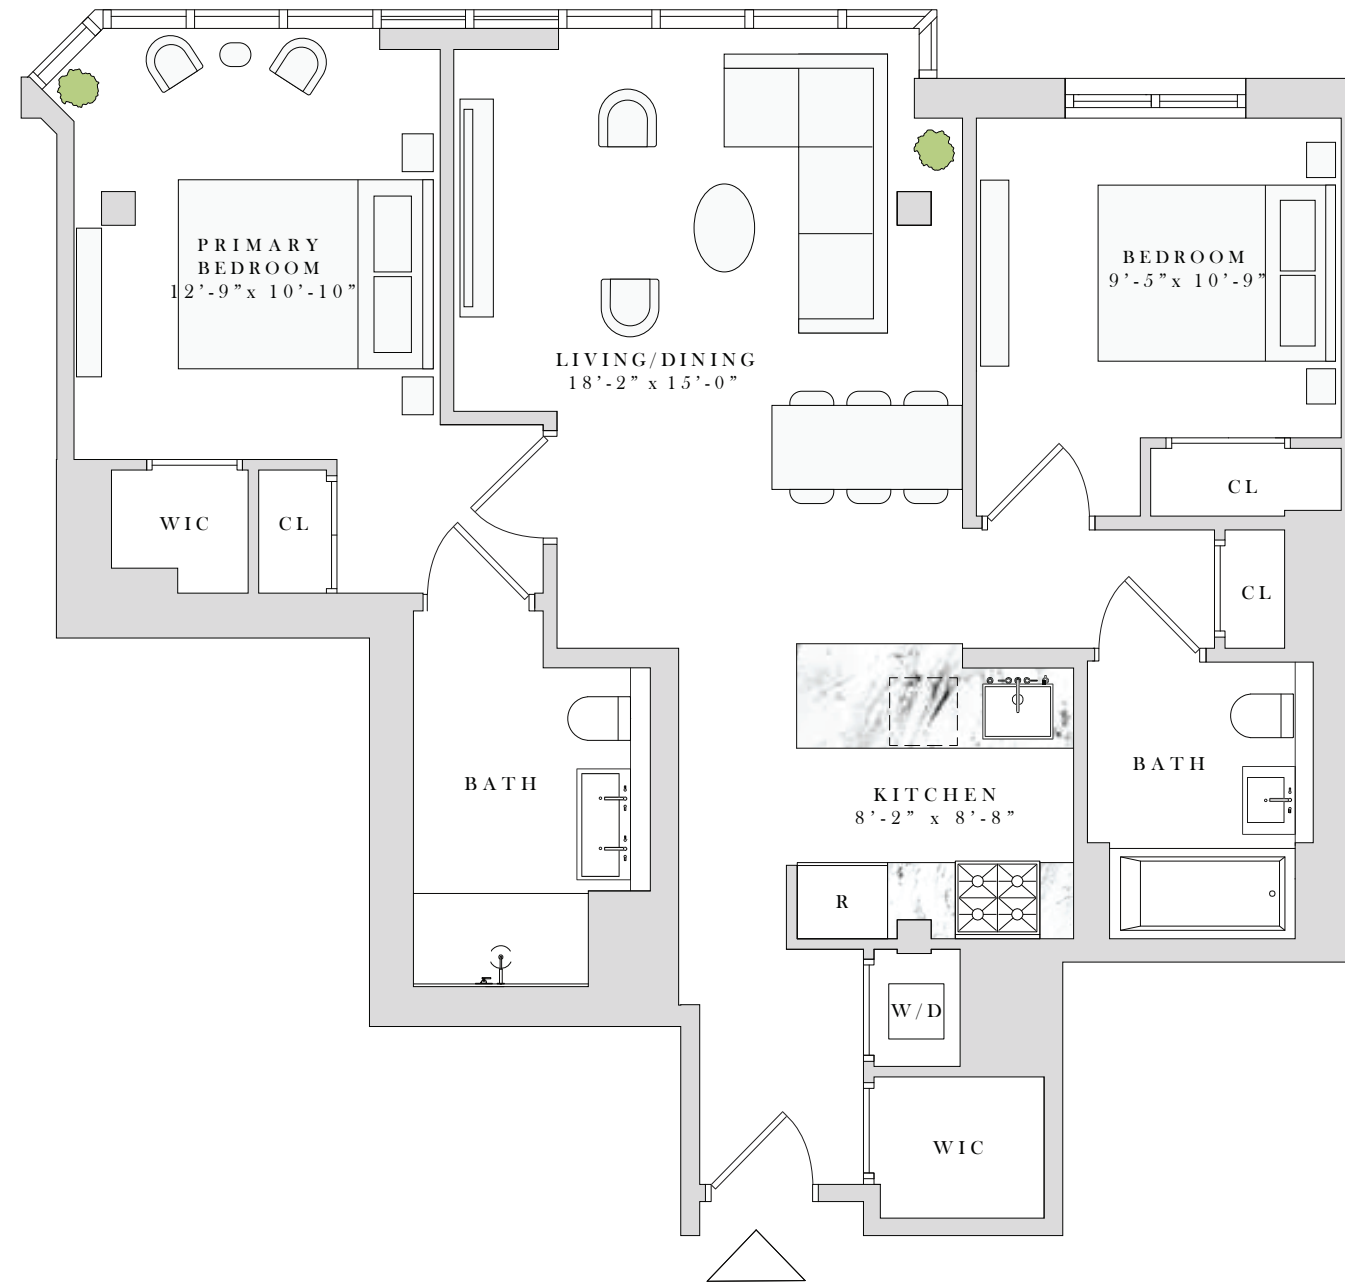 PRIMARY
BEDROOM
12’-9”x 10’-10”
LIVING/DINING
18’-2” x 15’-0”
BEDROOM
9’-5”x 10’-9”
WIC
CL
CL
CL
BATH
KITCHEN
8’-2” x 8’-8”
BATH
R
W/D
WIC